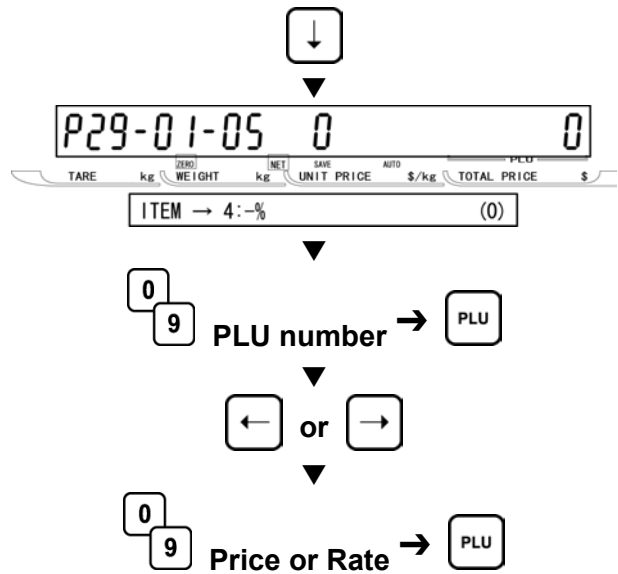 ↓
▼
P29-01-05 0 0
ZERO NET SAVE AUTO PLU
TARE kg WEIGHT kg UNIT PRICE $/kg TOTAL PRICE $
ITEM → 4:-% (0)
▼
0
9 PLU number ➔ PLU
▼
← or →
▼
0
9 Price or Rate ➔ PLU